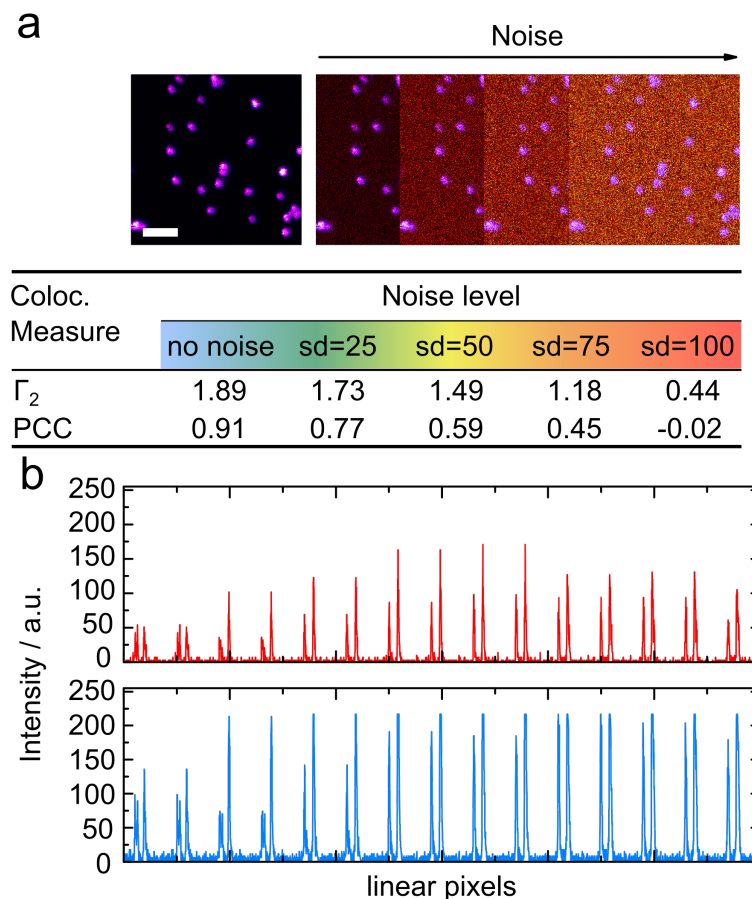 a
Noise
Coloc. Noise level
Measure
no noise sd=25 sd=50 sd=75 sd=100
Γ₂ 1.89 1.73 1.49 1.18 0.44
PCC 0.91 0.77 0.59 0.45 -0.02
b
250
200
150
100
50
0
250
200
150
100
50
0
Intensity / a.u.
linear pixels